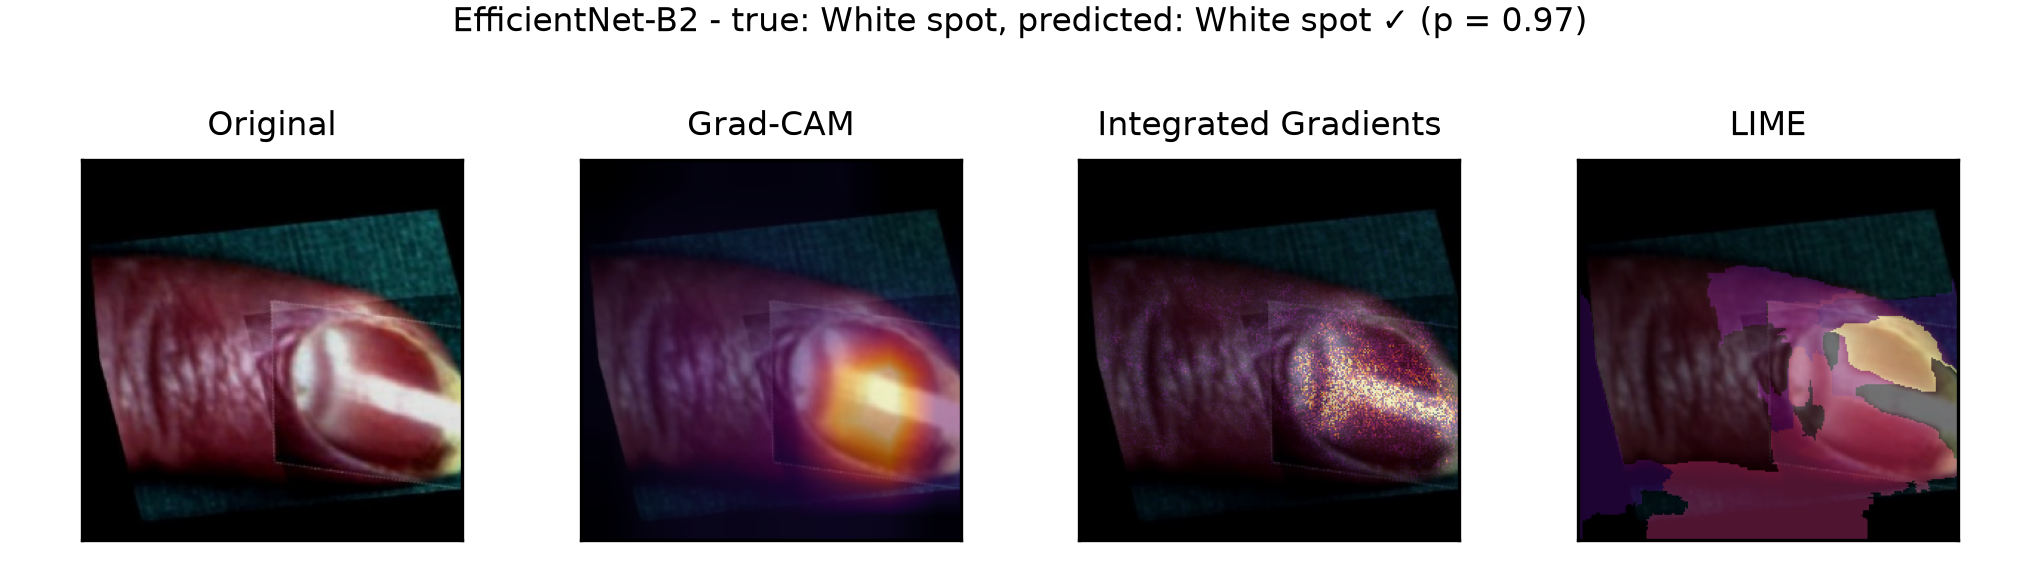 EfficientNet-B2 - true: White spot, predicted: White spot ✓ (p = 0.97)
Original
Grad-CAM
Integrated Gradients
LIME